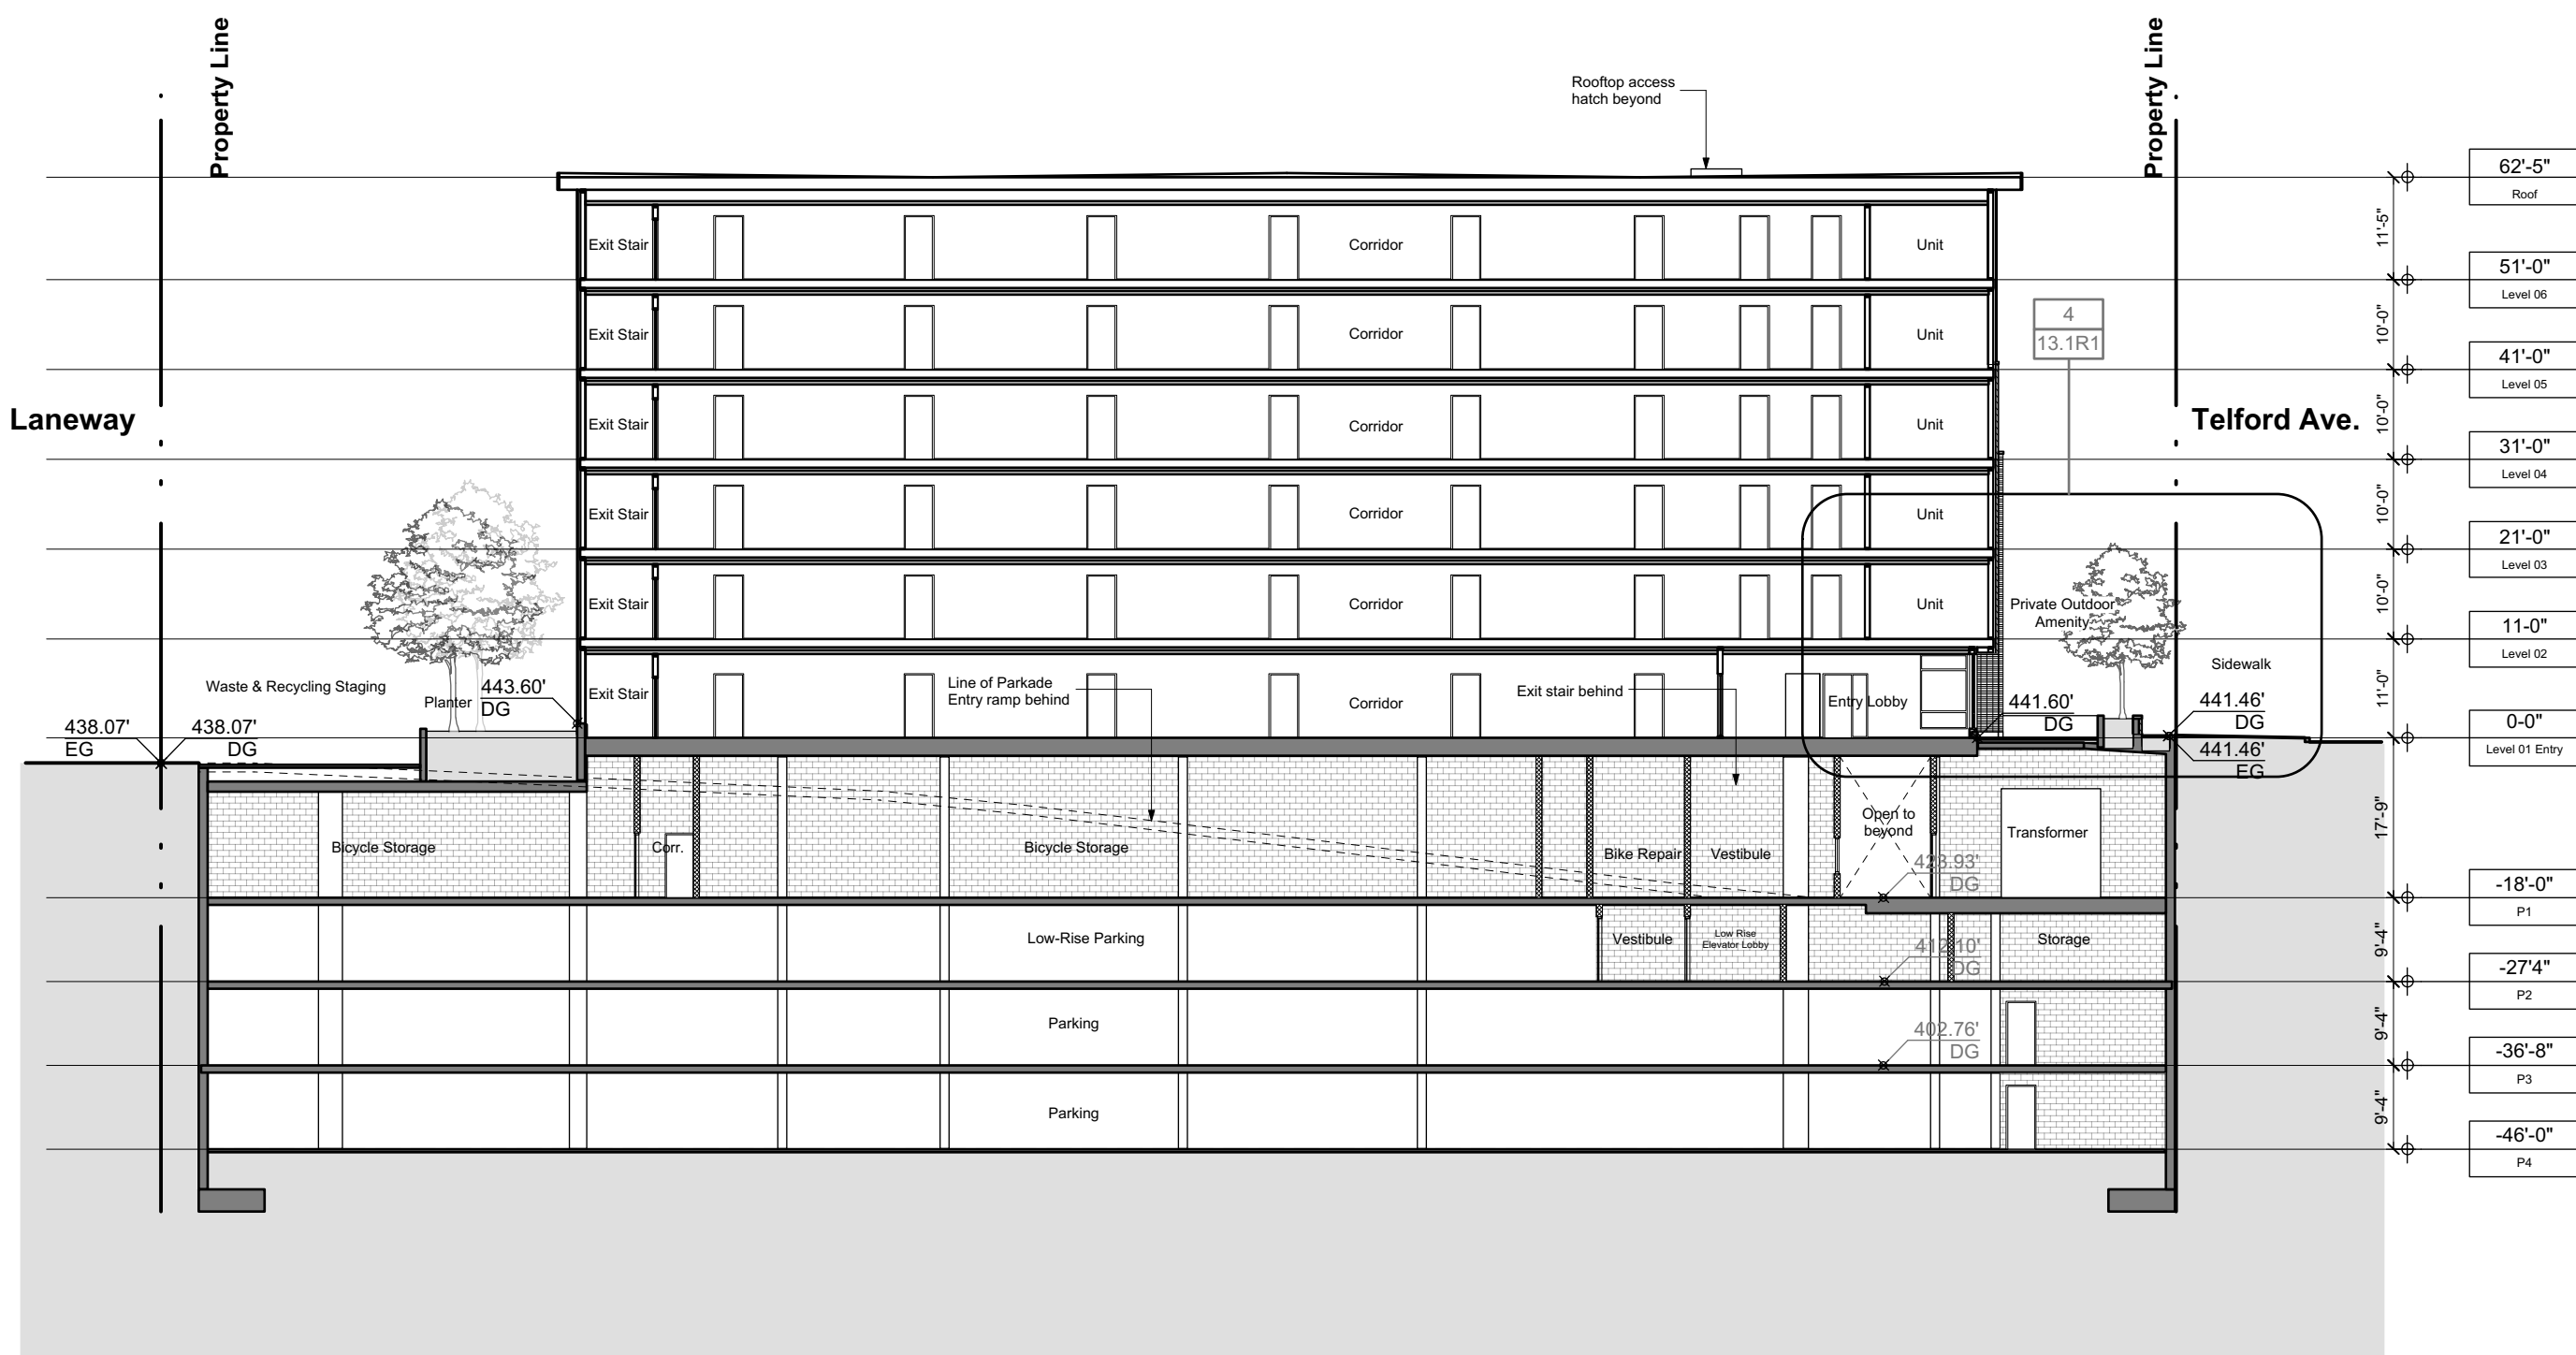 Property Line
Property Line
Rooftop access
hatch beyond
62'-5"
Roof
11'-5"
Exit Stair
Corridor
Unit
51'-0"
Level 06
10'-0"
4
13.1R1
Exit Stair
Corridor
Unit
41'-0"
Level 05
Laneway
Telford Ave.
10'-0"
Exit Stair
Corridor
Unit
31'-0"
Level 04
10'-0"
Exit Stair
Corridor
Unit
21'-0"
Level 03
10'-0"
Exit Stair
Corridor
Unit
Private Outdoor
Amenity
11-0"
Level 02
Sidewalk
11'-0"
Waste & Recycling Staging
Planter
443.60'
DG
Exit Stair
Line of Parkade
Entry ramp behind
Corridor
Exit stair behind
Entry Lobby
441.60'
DG
441.46'
DG
441.46'
EG
438.07'
EG
438.07'
DG
0-0"
Level 01 Entry
17'-9"
Bicycle Storage
Corr.
Bicycle Storage
Bike Repair
Vestibule
Open to
beyond
Transformer
423.93'
DG
-18'-0"
P1
Low-Rise Parking
Vestibule
Low Rise
Elevator Lobby
412.10'
DG
Storage
9'-4"
-27'4"
P2
Parking
402.76'
DG
9'-4"
-36'-8"
P3
Parking
9'-4"
-46'-0"
P4